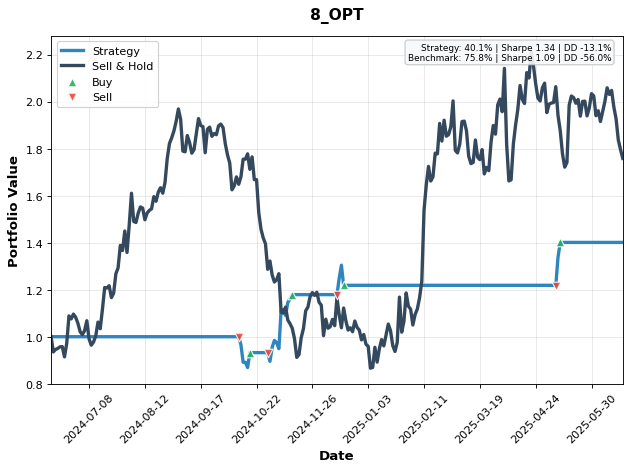 8_OPT
Strategy: 40.1% | Sharpe 1.34 | DD -13.1%
Benchmark: 75.8% | Sharpe 1.09 | DD -56.0%
Strategy
Sell & Hold
Buy
Sell
Portfolio Value
2.2
2.0
1.8
1.6
1.4
1.2
1.0
0.8
2024-07-08
2024-08-12
2024-09-17
2024-10-22
2024-11-26
2025-01-03
2025-02-11
2025-03-19
2025-04-24
2025-05-30
Date